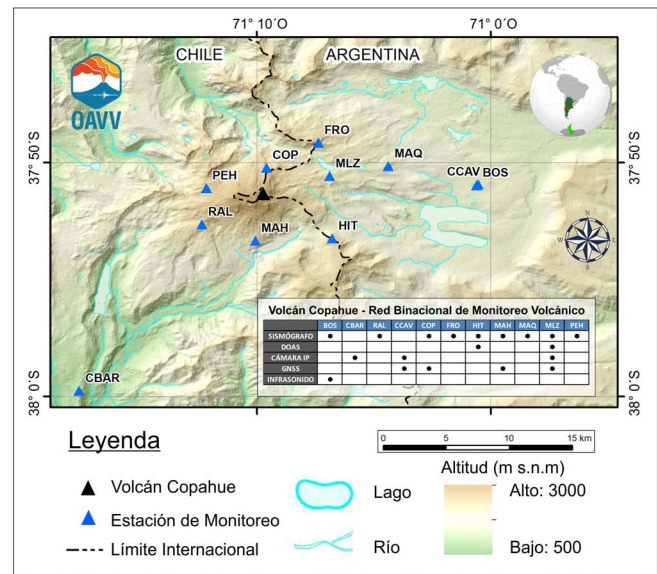 71° 10'O 71° 0'O
CHILE ARGENTINA
OAVV
FRO
37° 50' S 37° 50' S
COP MLZ MAQ
PEH CCAV BOS
RAL
MAH HIT
N
W E
S
Volcán Copahue - Red Binacional de Monitoreo Volcánico
BOS CBAR RAL CCAV COP FRO HIT MAH MAQ MLZ PEH
SISMÓGRAFO
DOAS
CÁMARA IP
GNSS
INFRASONIDO
CBAR
38° 0'S 38° 0'S
Leyenda
0 5 10 15 km
Volcán Copahue
Estación de Monitoreo
Límite Internacional
Lago
Río
Altitud (m s.n.m)
Alto: 3000
Bajo: 500